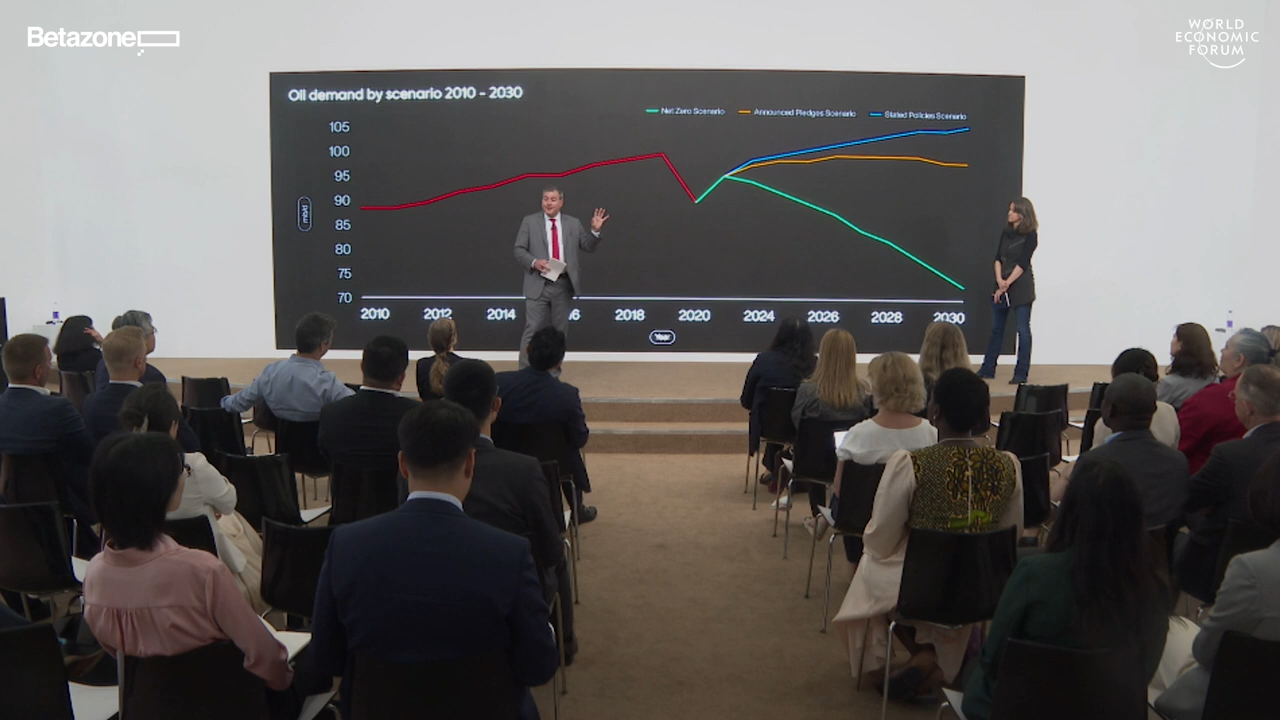 Betazone
WORLD
ECONOMIC
FORUM
Oil demand by scenario 2010 - 2030
Net Zero Scenario
Announced Pledges Scenario
Stated Policies Scenario
105
100
95
90
85
80
75
70
mb/d
2010
2012
2014
6
2018
2020
2024
2026
2028
2030
Year